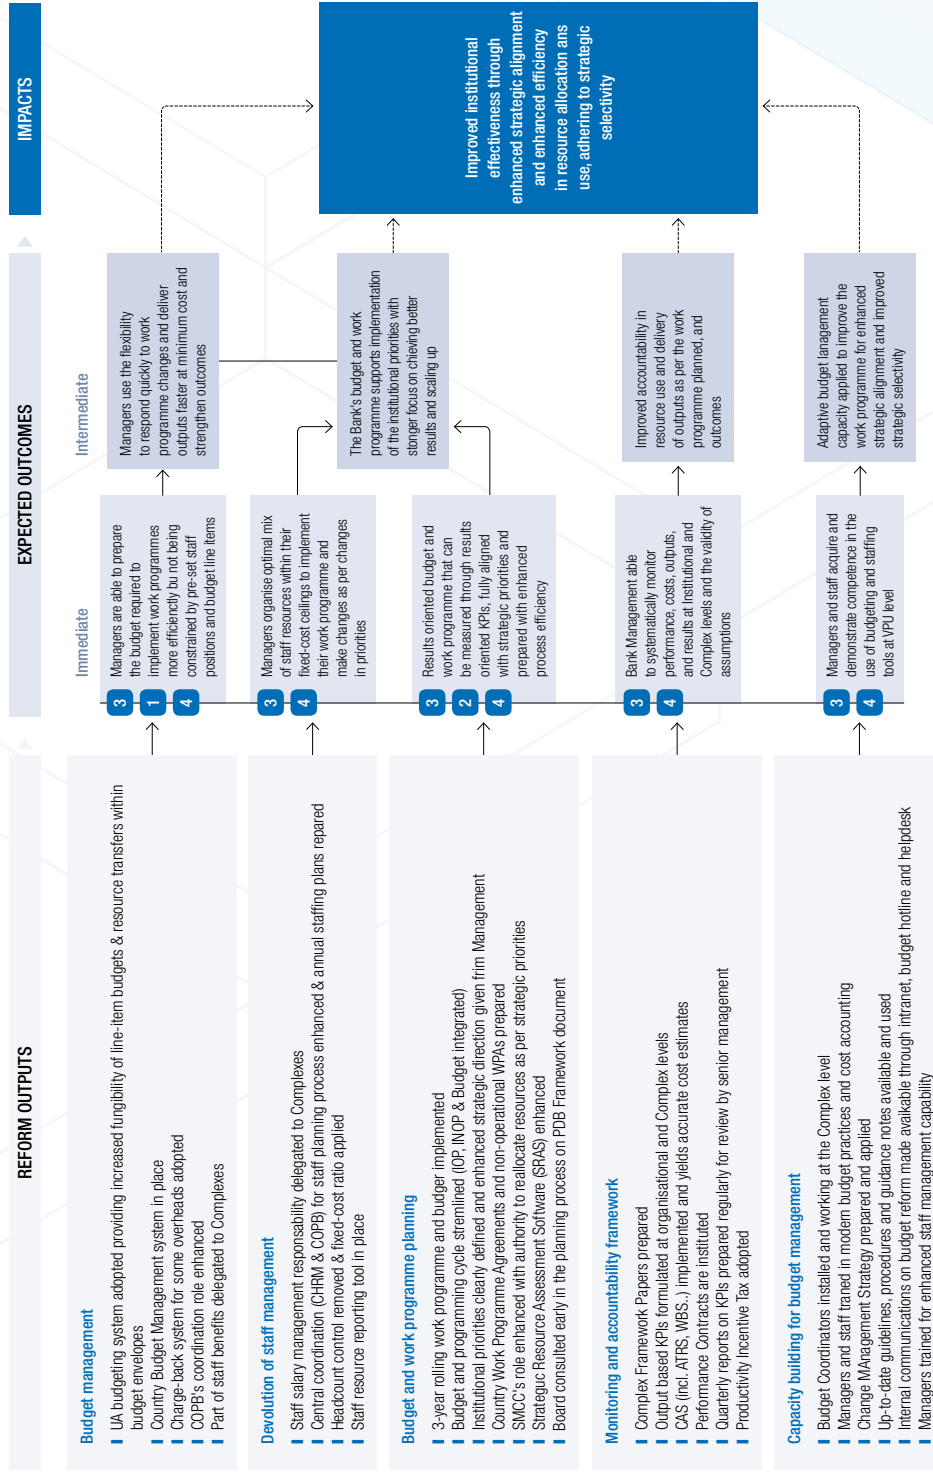 REFORM OUTPUTS
EXPECTED OUTCOMES
IMPACTS
Immediate
Intermediate
Budget management
UA budgeting system adopted providing increased fungibility of line-item budgets & resource transfers within
budget envelopes
Country Budget Management system in place
Charge-back system for some overheads adopted
COPB's coordination role enhanced
Part of staff benefits delegated to Complexes
Devolution of staff management
Staff salary management responsability delegated to Complexes
Central coordination (CHRM & COPB) for staff planning process enhanced & annual staffing plans repared
Headcount control removed & fixed-cost ratio applied
Staff resource reporting tool in place
Budget and work programme planning
3-year rolling work programme and budger implemented
Budget and programming cycle streamlined (IOP, INOP & Budget integrated)
Institutional priorities clearly defined and enhanced strategic direction given frim Management
Country Work Programme Agreements and non-operational WPAs prepared
SMCC's role enhanced with authority to reallocate resources as per strategic priorities
Strateguc Resource Assessment Software (SRAS) enhanced
Board consulted early in the planning process on PDB Framework document
Monitoring and accountability framework
Complex Framework Papers prepared
Output based KPIs formulated at organisational and Complex levels
CAS (incl. ATRS, WBS..) implemented and yields accurate cost estimates
Performance Contracts are instituted
Quarterly reports on KPIs prepared regularly for review by senior management
Productivity Incentive Tax adopted
Capacity building for budget management
Budget Coordinators installed and working at the Complex level
Managers and staff trained in modern budget practices and cost accounting
Change MAnagement Strategy prepared and applied
Up-to-date guidelines, procedures and guidance notes available and used
Internal communications on budget reform made avaikable through intranet, budget hotline and helpdesk
Managers trained for enhanced staff management capability
3
1
4
Managers are able to prepare
the budget required to
implement work programmes
more efficiently but not being
constrained by pre-set staff
positions and budget line items
3
4
Managers organise optimal mix
of staff resources within their
fixed-cost ceilings to implement
their work programme and
make changes as per changes
in priorities
3
2
4
Results oriented budget and
work programme that can
be measured through results
oriented KPIs, fully aligned
with strategic priorities and
prepared with enhanced
process efficiency
3
4
Bank Management able
to systematically monitor
performance, costs, outputs,
and results at Institutional and
Complex levels and the validity of
assumptions
3
4
Managers and staff acquire and
demonstrate competence in the
use of budgeting and staffing
tools at VPU level
Managers use the flexibility
to respond quickly to work
programme changes and deliver
outputs faster at minimum cost and
strengthen outcomes
The Bank's budget and work
programme supports implementation
of the institutional priorities with
stonger focus on chieving better
results and scaling up
Improved accountability in
resource use and delivery
of outputs as per the work
programme planned, and
outcomes
Adaptive budget lanagement
capacity applied to improve the
work programme for enhanced
strategic alignment and improved
strategic selectivity
Improved institutional
effectiveness through
enhanced strategic alignment
and enhanced efficiency
in resource allocation ans
use, adhering to strategic
selectivity